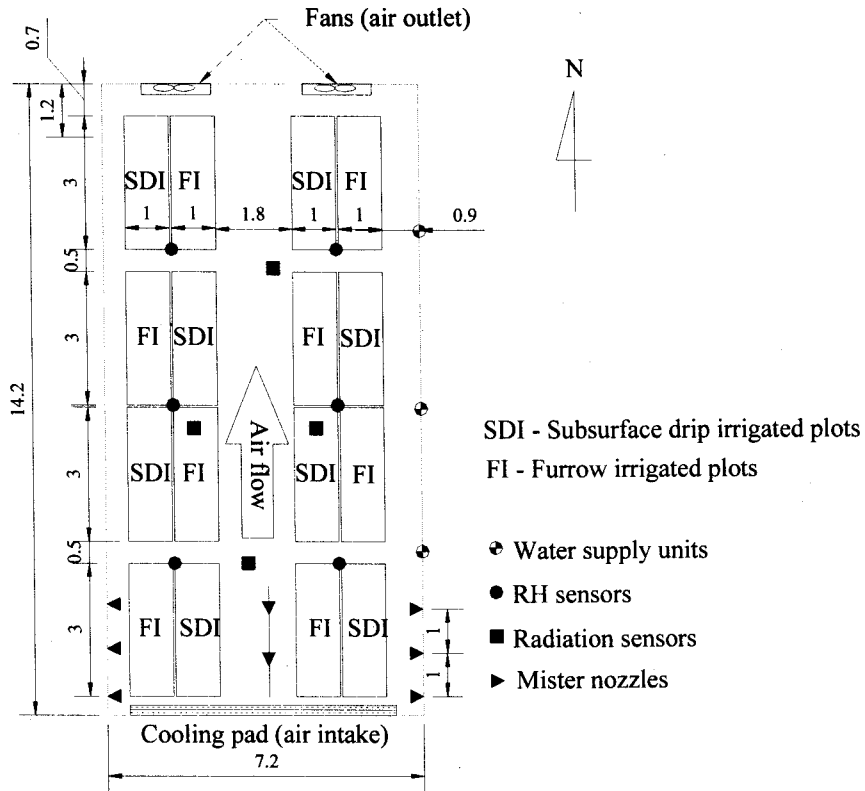 Fans (air outlet)
0.7
N
1.2
3
SDI FI SDI FI
1 1 1.8 1 1 0.9
0.5
3
FI SDI FI SDI
14.2
Air flow
3
SDI FI SDI FI
SDI - Subsurface drip irrigated plots
FI - Furrow irrigated plots
0.5
Water supply units
RH sensors
3
FI SDI FI SDI
1
Radiation sensors
1
Mister nozzles
Cooling pad (air intake)
7.2